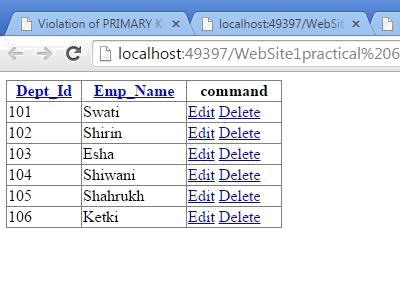 Violation of PRIMARY K
localhost:49397/WebSit
localhost:49397/WebSite1practical%206
Dept_Id Emp_Name command
101 Swati Edit Delete
102 Shirin Edit Delete
103 Esha Edit Delete
104 Shiwani Edit Delete
105 Shahrukh Edit Delete
106 Ketki Edit Delete